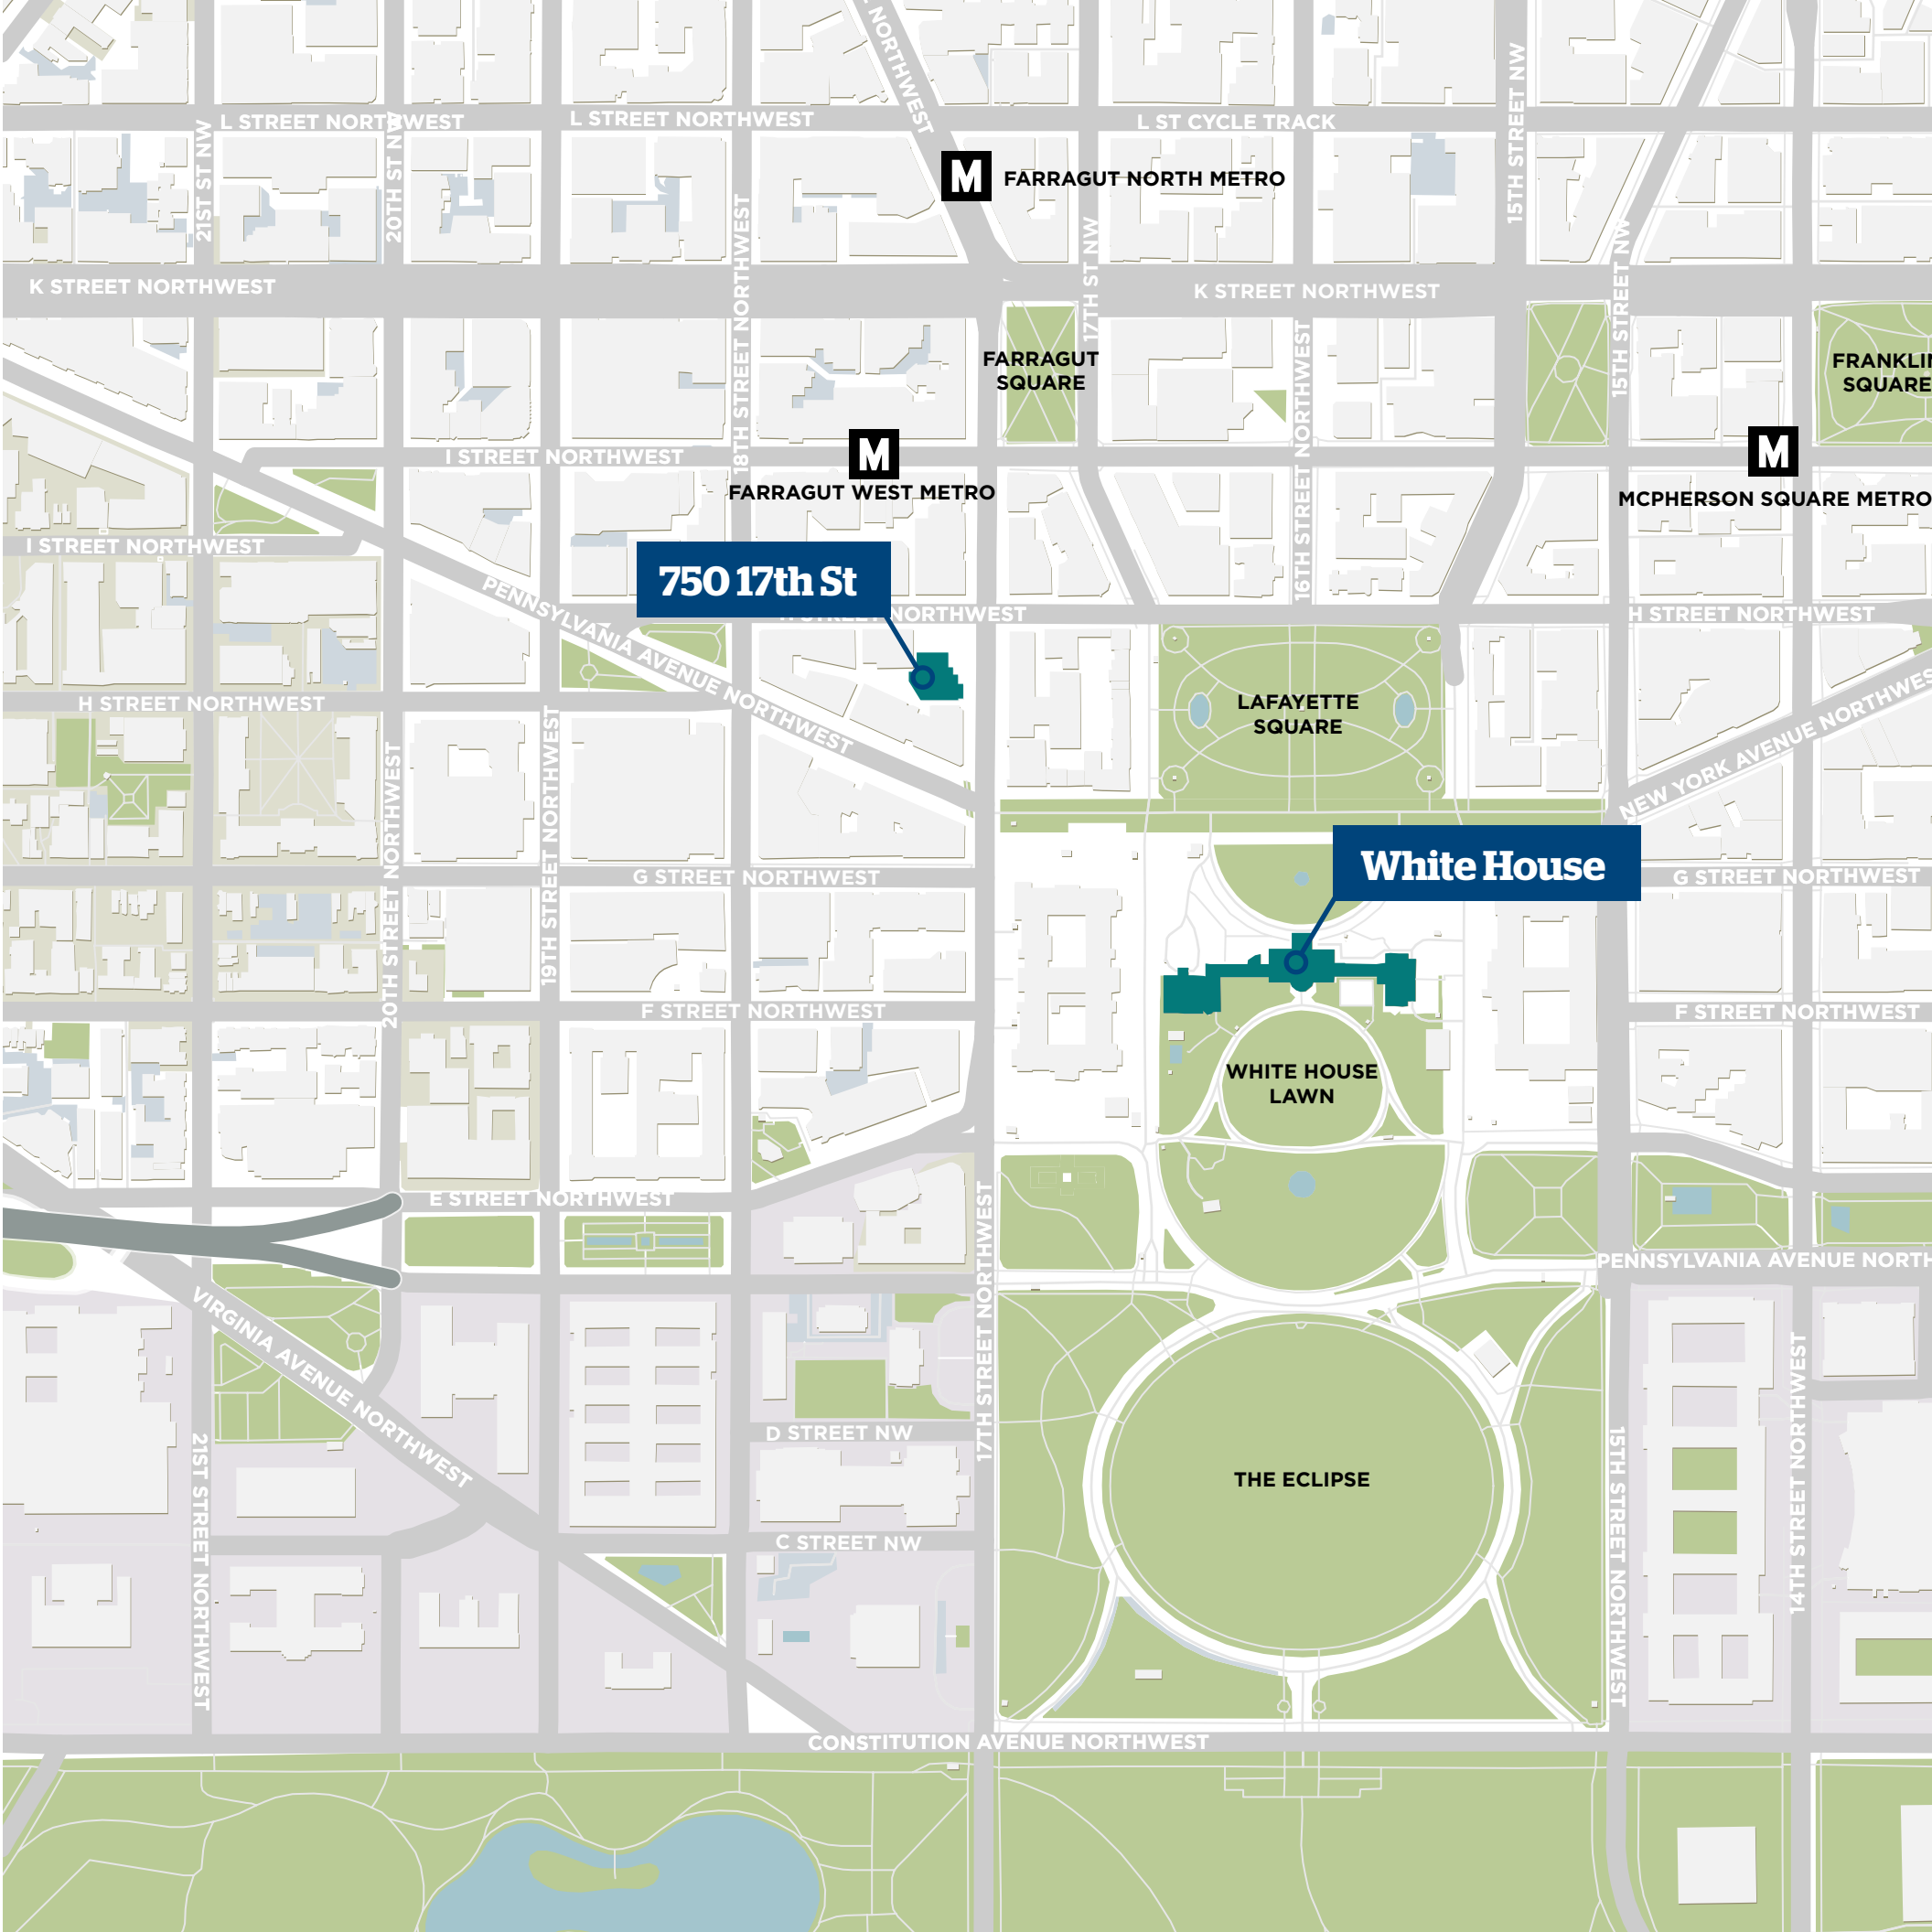 NORTHWEST
15TH STREET NW
L STREET NORTHWEST
L STREET NORTHWEST
L ST CYCLE TRACK
21ST ST NW
20TH ST NW
M
FARRAGUT NORTH METRO
18TH STREET NORTHWEST
17TH ST NW
15TH STREET NW
K STREET NORTHWEST
K STREET NORTHWEST
FARRAGUT
SQUARE
16TH STREET NORTHWEST
FRANKLIN
SQUARE
I STREET NORTHWEST
M
FARRAGUT WEST METRO
M
MCPHERSON SQUARE METRO
I STREET NORTHWEST
750 17th St
PENNSYLVANIA AVENUE NORTHWEST
NORTHWEST
H STREET NORTHWEST
H STREET NORTHWEST
LAFAYETTE
SQUARE
NEW YORK AVENUE NORTHWES
20TH STREET NORTHWEST
19TH STREET NORTHWEST
White House
G STREET NORTHWEST
G STREET NORTHWEST
F STREET NORTHWEST
F STREET NORTHWEST
WHITE HOUSE
LAWN
E STREET NORTHWEST
17TH STREET NORTHWEST
PENNSYLVANIA AVENUE NORTH
VIRGINIA AVENUE NORTHWEST
21ST STREET NORTHWEST
D STREET NW
THE ECLIPSE
15TH STREET NORTHWEST
14TH STREET NORTHWEST
C STREET NW
CONSTITUTION AVENUE NORTHWEST